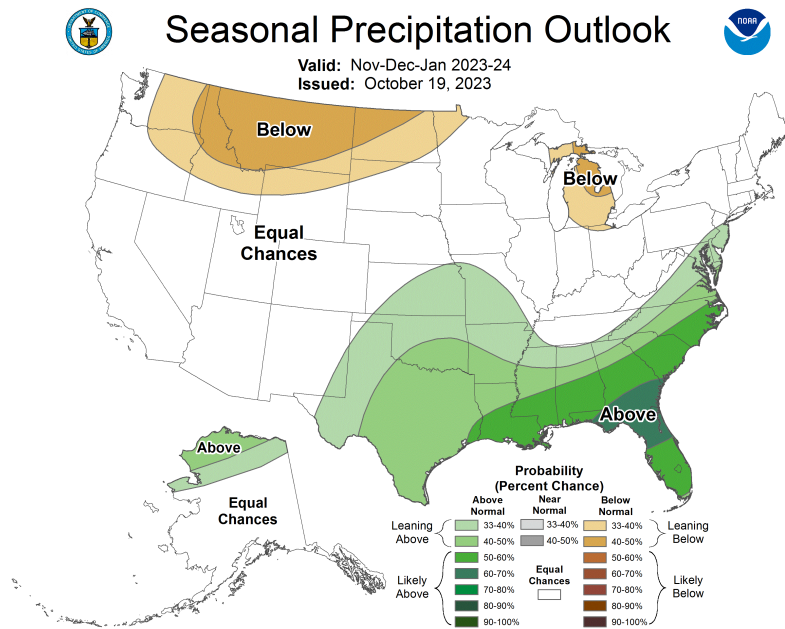 Seasonal Precipitation Outlook
NOAA
Valid: Nov-Dec-Jan 2023-24
Issued: October 19, 2023
Below
Below
Equal
Chances
Above
Above
Equal
Chances
Probability
(Percent Chance)
Above
Normal
Near
Normal
Below
Normal
Leaning
Above
33-40%
40-50%
Likely
Above
50-60%
60-70%
70-80%
80-90%
90-100%
33-40%
40-50%
Equal
Chances
33-40%
40-50%
Leaning
Below
50-60%
60-70%
70-80%
80-90%
90-100%
Likely
Below